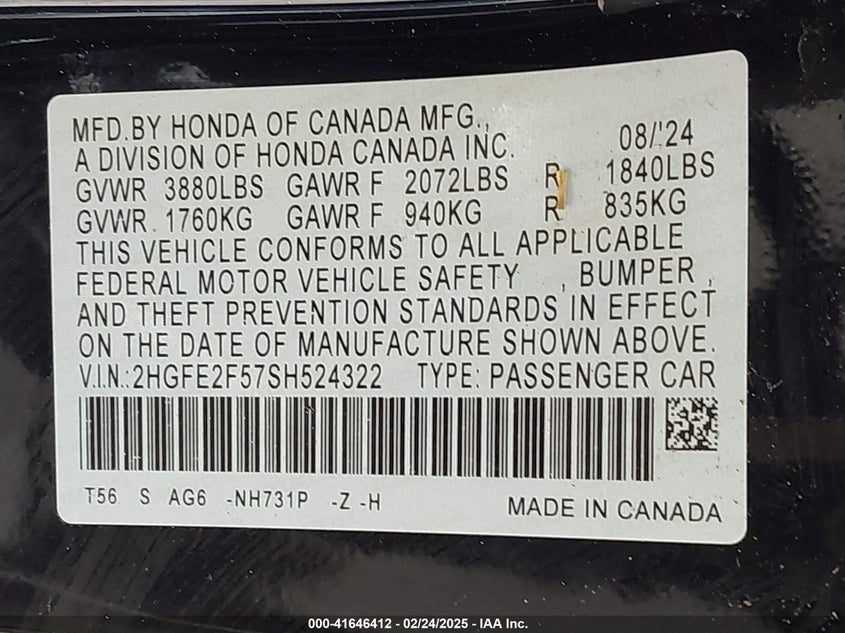 MFD.BY HONDA OF CANADA MFG., 08/'24
A DIVISION OF HONDA CANADA INC.
GVWR 3880LBS GAWR F 2072LBS R 1840LBS
GVWR 1760KG GAWR F 940KG R 835KG
THIS VEHICLE CONFORMS TO ALL APPLICABLE
FEDERAL MOTOR VEHICLE SAFETY , BUMPER ,
AND THEFT PREVENTION STANDARDS IN EFFECT
ON THE DATE OF MANUFACTURE SHOWN ABOVE.
V.I.N.:2HGFE2F57SH524322 TYPE: PASSENGER CAR
T56 S AG6 -NH731P -Z -H MADE IN CANADA
000-41646412 - 02/24/2025 - IAA Inc.